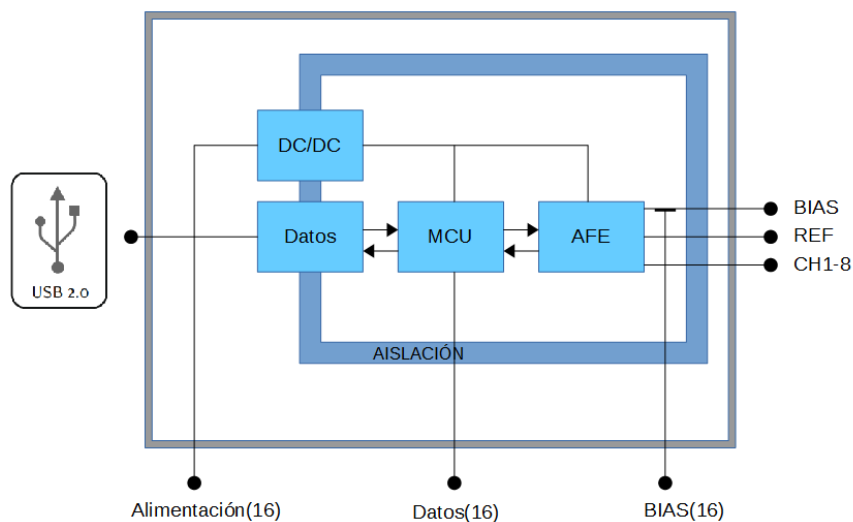 DC/DC
BIAS
Datos
MCU
AFE
REF
CH1-8
USB 2.0
AISLACIÓN
Alimentación(16)
Datos(16)
BIAS(16)